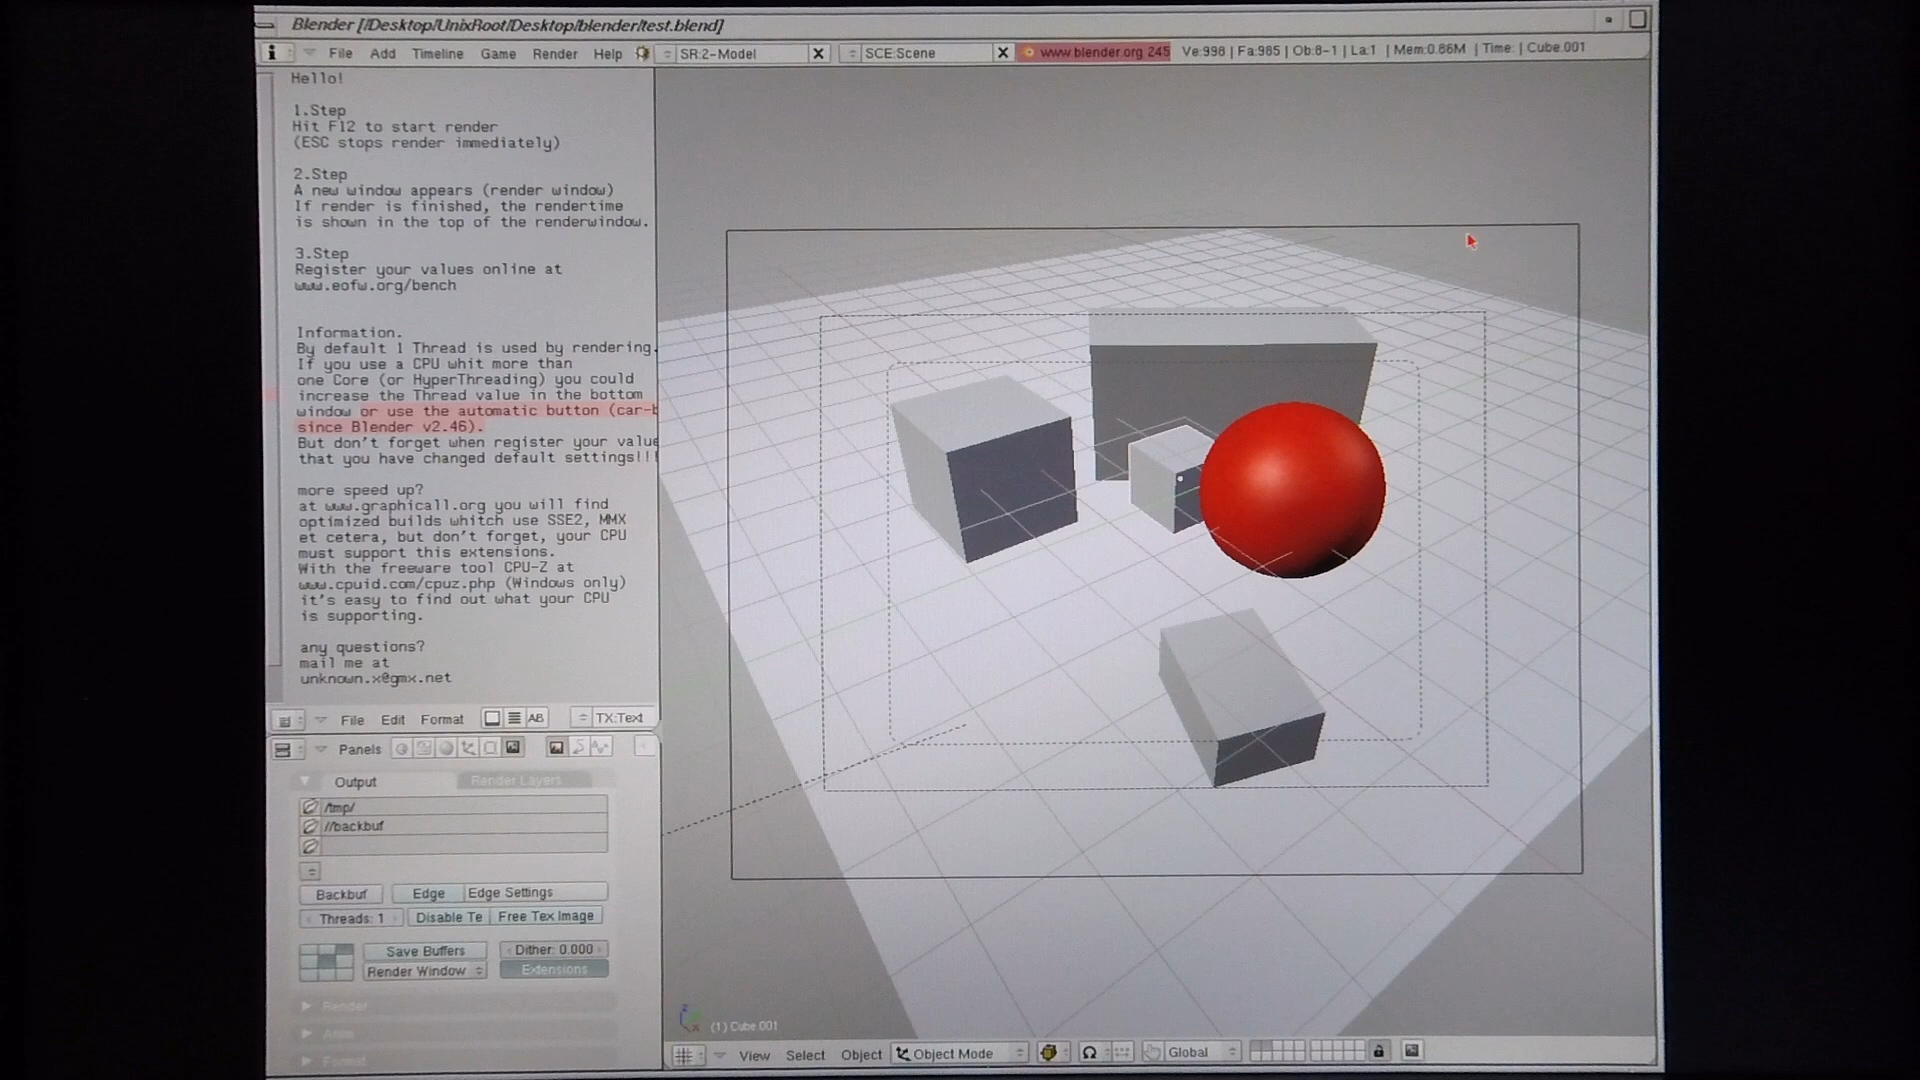 Blender [/Desktop/UnixRoot/Desktop/blender/test.blend]
File Add Timeline Game Render Help SR:2-Model X SCE:Scene X www.blender.org 245 Ve:998 | Fa:985 | Ob:8-1 | La:1 | Mem:0.86M | Time: | Cube.001
Hello!
1.Step
Hit F12 to start render
(ESC stops render immediately)
2.Step
A new window appears (render window)
If render is finished, the rendertime
is shown in the top of the renderwindow.
3.Step
Register your values online at
www.eofw.org/bench
Information.
By default 1 Thread is used by rendering.
If you use a CPU whit more than
one Core (or HyperThreading) you could
increase the Thread value in the bottom
window or use the automatic button (car-b
since Blender v2.46).
But don't forget when register your value
that you have changed default settings!!!
more speed up?
at www.graphicall.org you will find
optimized builds whitch use SSE2, MMX
et cetera, but don't forget, your CPU
must support this extensions.
With the freeware tool CPU-Z at
www.cpuid.com/cpuz.php (Windows only)
it's easy to find out what your CPU
is supporting.
any questions?
mail me at
unknown.x@gmx.net
File Edit Format AB TX:Text
Panels
Output Render Layers
/tmp/
//backbuf
Backbuf Edge Edge Settings
Threads: 1 Disable Te Free Tex Image
Save Buffers Dither: 0.000
Render Window Extensions
Render
Anim
Format
(1) Cube.001
View Select Object Object Mode Global